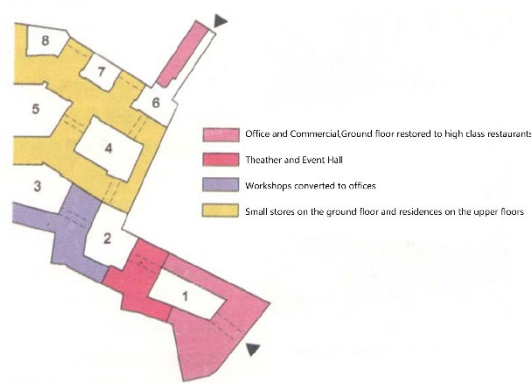 8
7
6
5
4
3
2
1
Office and Commercial,Ground floor restored to high class restaurants
Theather and Event Hall
Workshops converted to offices
Small stores on the ground floor and residences on the upper floors